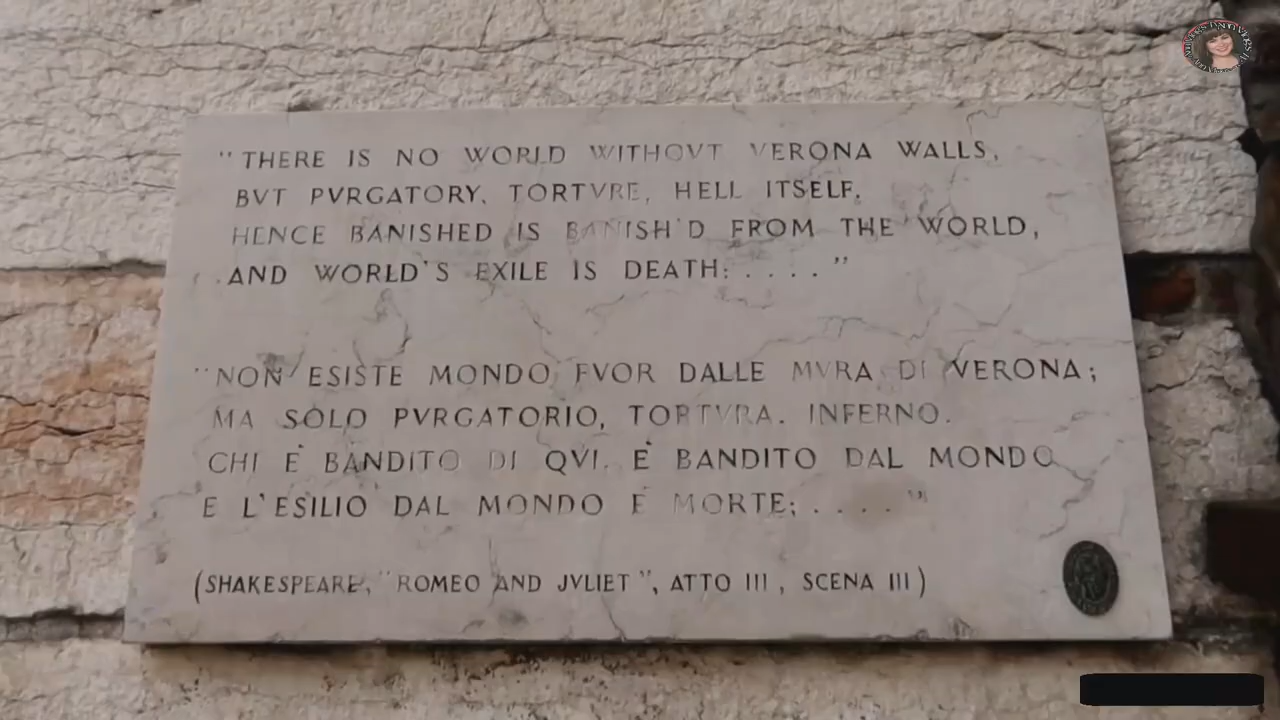 "THERE IS NO WORLD WITHOVT VERONA WALLS,
BVT PVRGATORY, TORTVRE, HELL ITSELF.
HENCE BANISHED IS BANISH'D FROM THE WORLD,
AND WORLD'S EXILE IS DEATH: . . . ."
"NON ESISTE MONDO FVOR DALLE MVRA DI VERONA;
MA SOLO PVRGATORIO, TORTVRA. INFERNO.
CHI È BANDITO DI QVI, È BANDITO DAL MONDO
E L'ESILIO DAL MONDO È MORTE; . . . . "
(SHAKESPEARE, "ROMEO AND JVLIET", ATTO III, SCENA III)